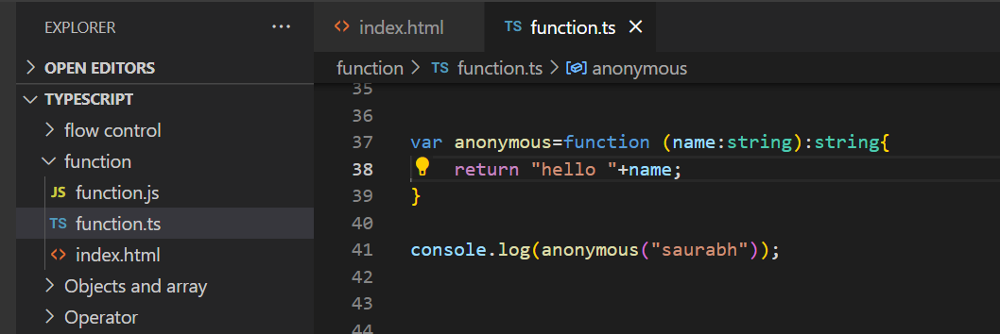 EXPLORER ...
OPEN EDITORS
TYPESCRIPT
flow control
function
JS function.js
TS function.ts
<> index.html
Objects and array
Operator
<> index.html TS function.ts ×
function > TS function.ts > anonymous
35
36
37 var anonymous=function (name:string):string{
38 return "hello "+name;
39 }
40
41 console.log(anonymous("saurabh"));
42
43
44